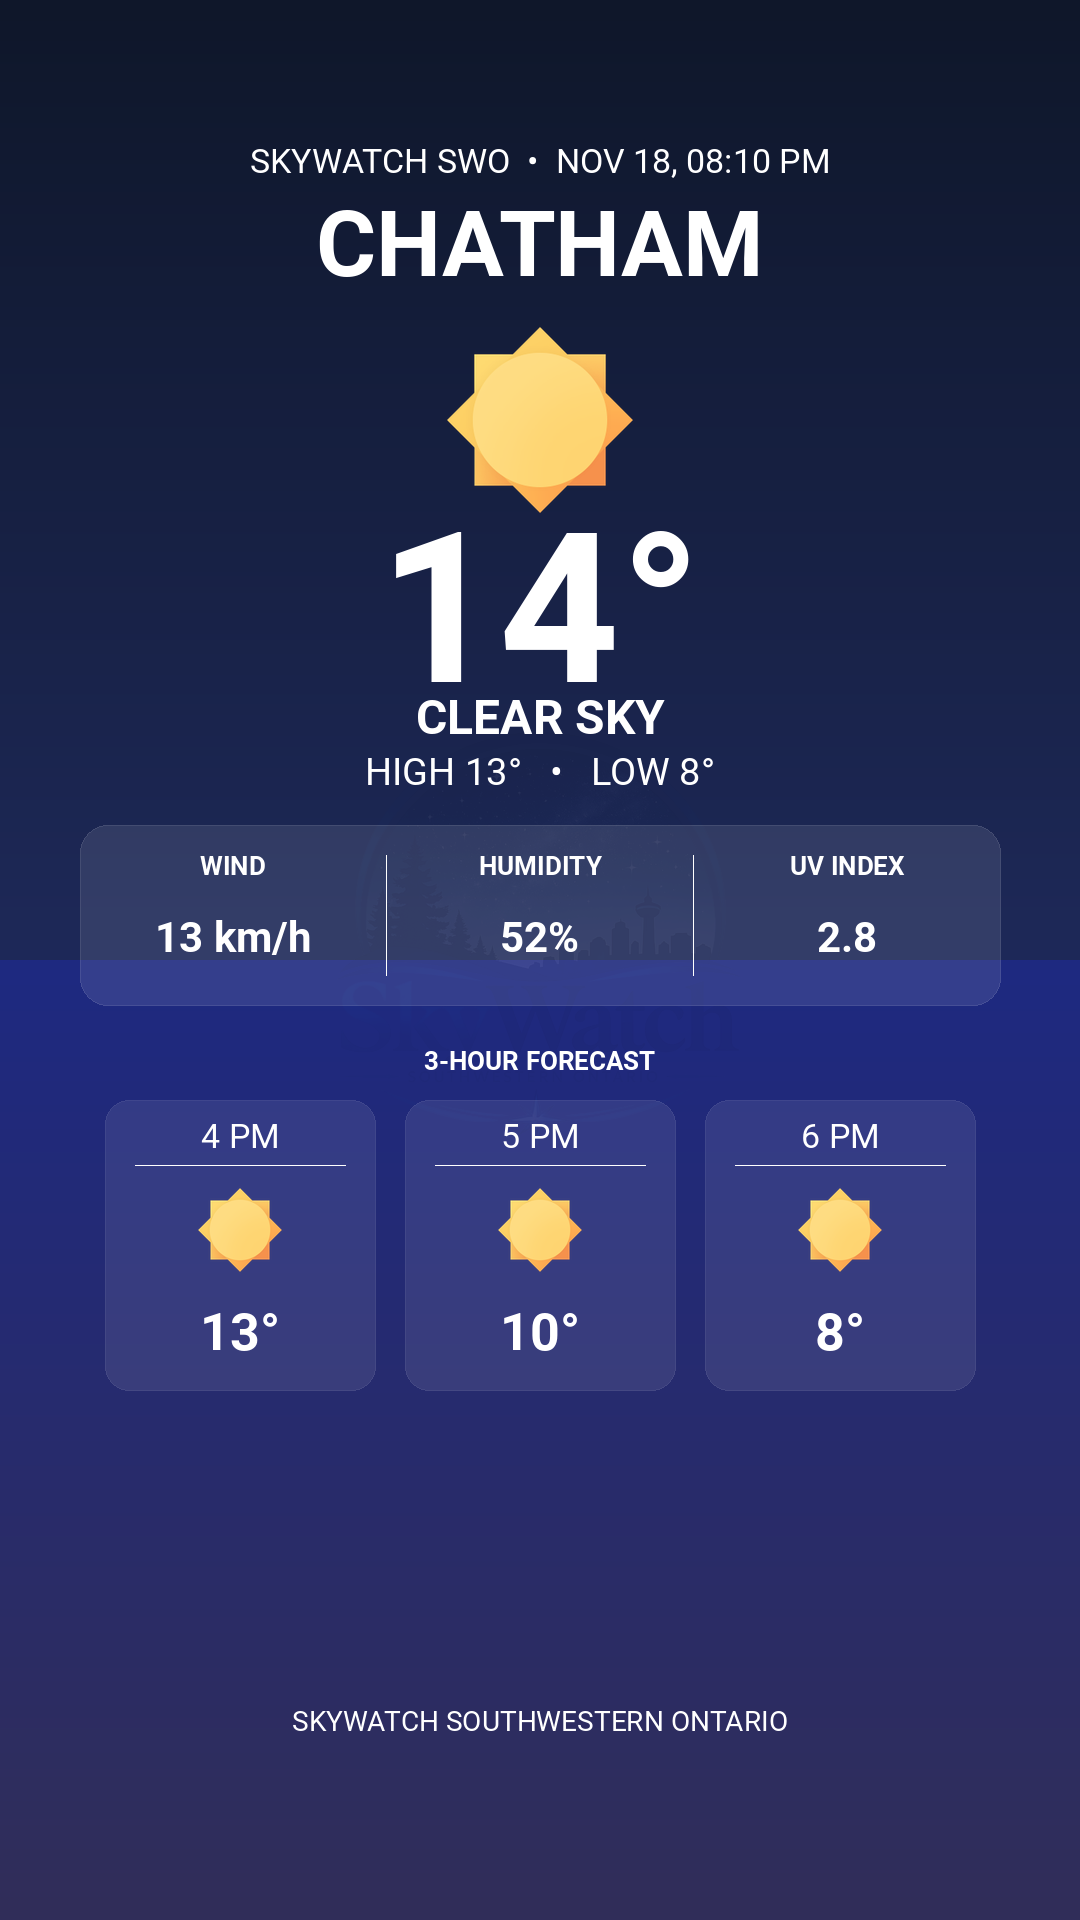 SKYWATCH SWO • NOV 18, 08:10 PM
CHATHAM
14°
CLEAR SKY
HIGH 13° • LOW 8°
WIND HUMIDITY UV INDEX
13 km/h 52% 2.8
SkyWatch
3-HOUR FORECAST
4 PM 5 PM 6 PM
13° 10° 8°
SKYWATCH SOUTHWESTERN ONTARIO